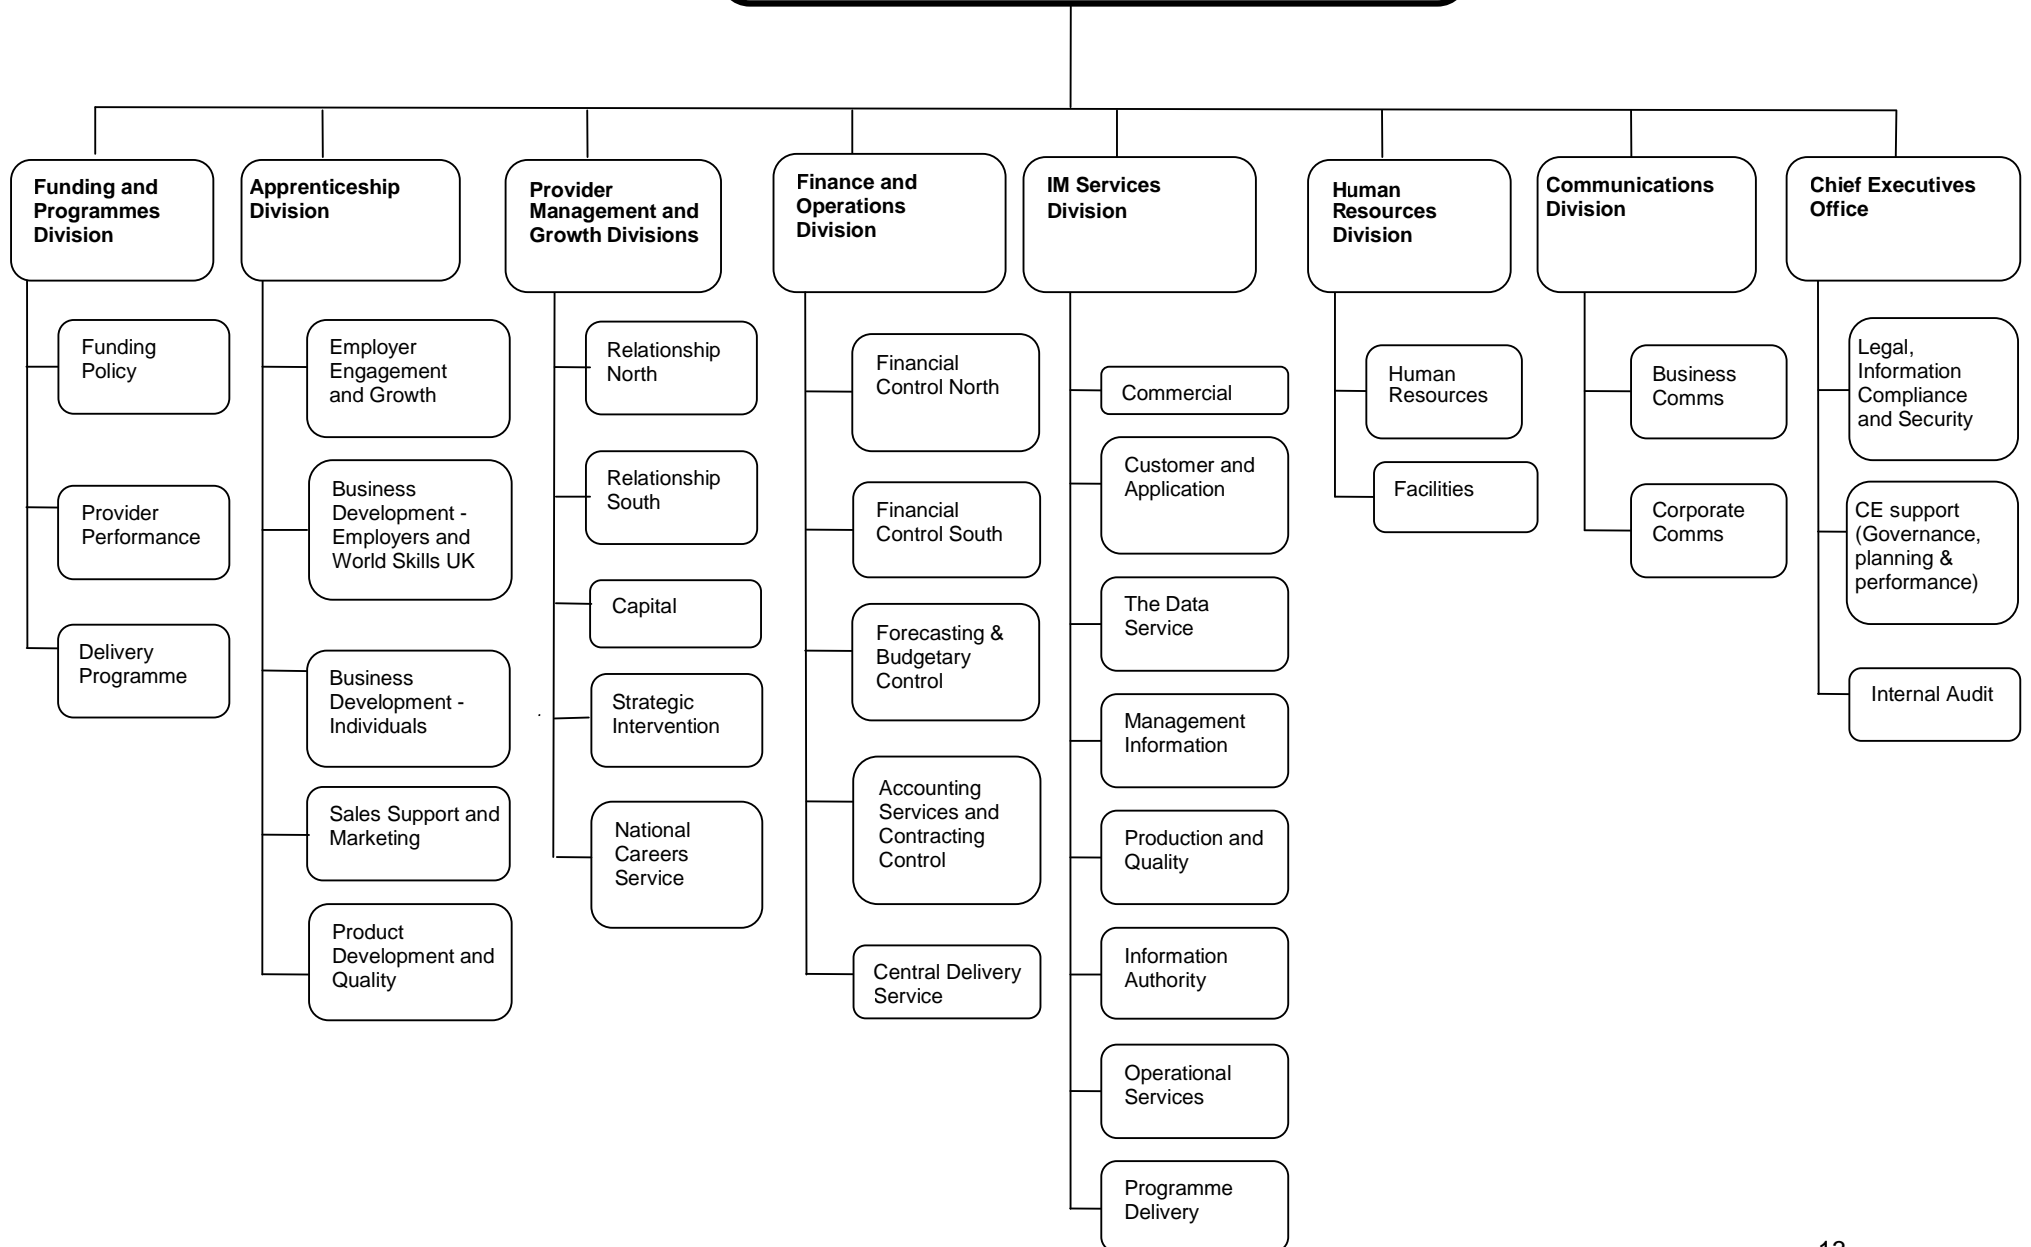 Funding and
Programmes
Division
Apprenticeship
Division
Provider
Management and
Growth Divisions
Finance and
Operations
Division
IM Services
Division
Human
Resources
Division
Communications
Division
Chief Executives
Office
Funding
Policy
Provider
Performance
Delivery
Programme
Employer
Engagement
and Growth
Business
Development -
Employers and
World Skills UK
Business
Development -
Individuals
Sales Support and
Marketing
Product
Development and
Quality
Relationship
North
Relationship
South
Capital
Strategic
Intervention
National
Careers
Service
Financial
Control North
Financial
Control South
Forecasting &
Budgetary
Control
Accounting
Services and
Contracting
Control
Central Delivery
Service
Commercial
Customer and
Application
The Data
Service
Management
Information
Production and
Quality
Information
Authority
Operational
Services
Programme
Delivery
Human
Resources
Facilities
Business
Comms
Corporate
Comms
Legal,
Information
Compliance
and Security
CE support
(Governance,
planning &
performance)
Internal Audit